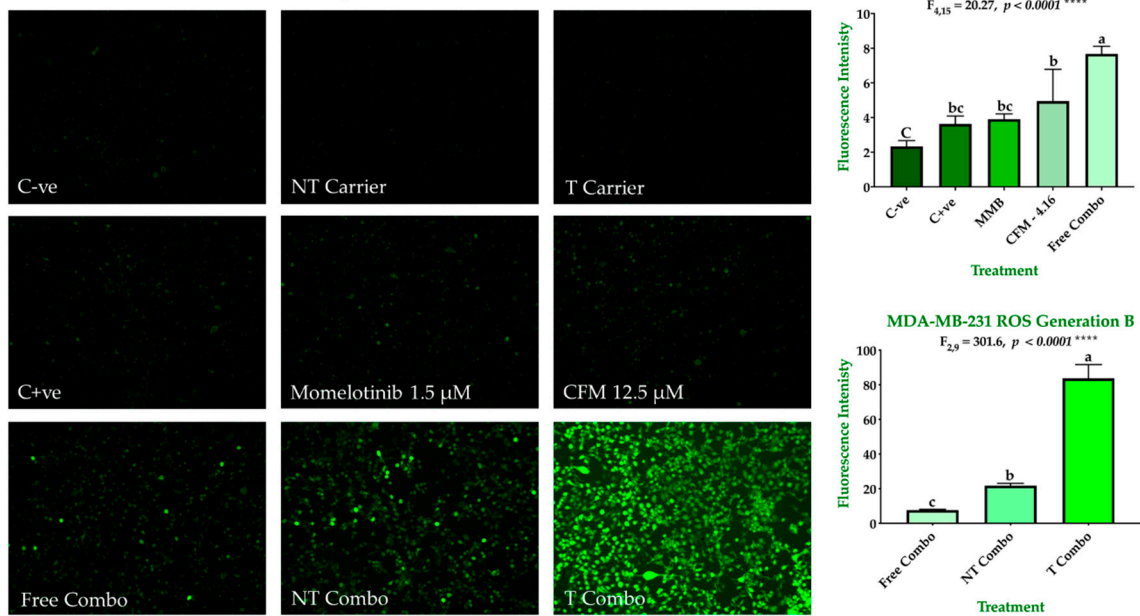 C-ve
NT Carrier
T Carrier
C+ve
Momelotinib 1.5 μM
CFM 12.5 μM
Free Combo
NT Combo
T Combo
F4,15 = 20.27, p < 0.0001 ****
Fluorescence Intenisty
10
8
6
4
2
0
C
bc
bc
b
a
C-ve
C+ve
MMB
CFM - 4.16
Free Combo
Treatment
MDA-MB-231 ROS Generation B
F2,9 = 301.6, p < 0.0001 ****
Fluorescence Intenisty
100
80
60
40
20
0
c
b
a
Free Combo
NT Combo
T Combo
Treatment